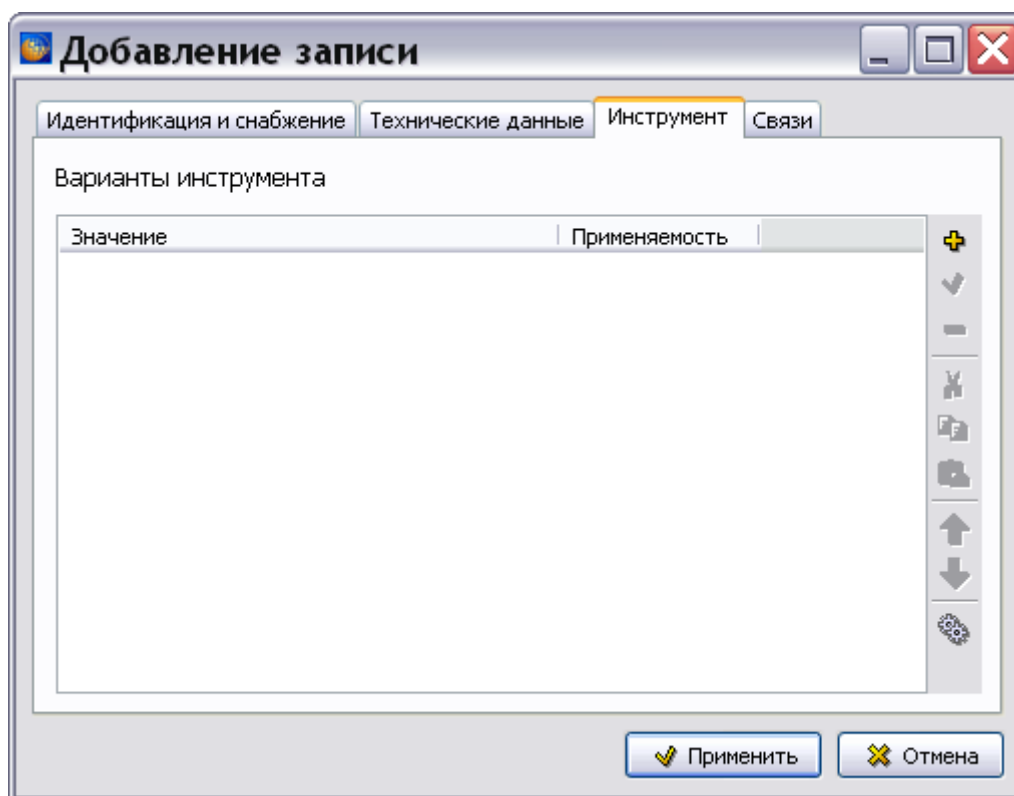 Добавление записи
Идентификация и снабжение Технические данные Инструмент Связи
Варианты инструмента
Значение Применяемость
Применить Отмена